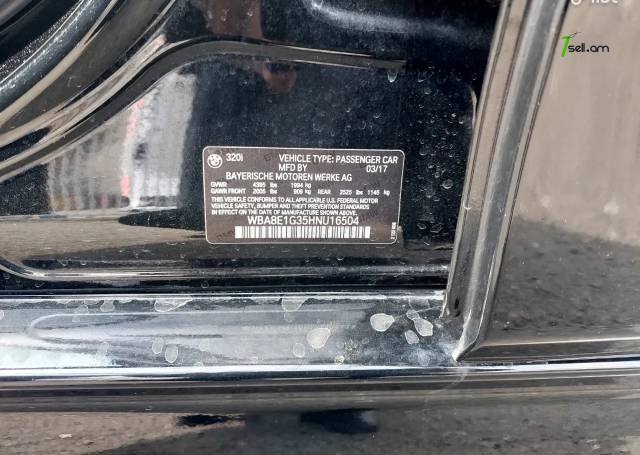 sell.am
320i VEHICLE TYPE: PASSENGER CAR
MFD BY 03/17
BAYERISCHE MOTOREN WERKE AG
GVWR 4395 lbs 1994 kg
GAWR FRONT 2006 lbs 909 kg REAR 2525 lbs 1145 kg
THIS VEHICLE CONFORMS TO ALL APPLICABLE U.S. FEDERAL MOTOR
VEHICLE SAFETY, BUMPER AND THEFT PREVENTION STANDARDS IN
EFFECT ON THE DATE OF MANUFACTURE SHOWN ABOVE.
WBA8E1G35HNU16504